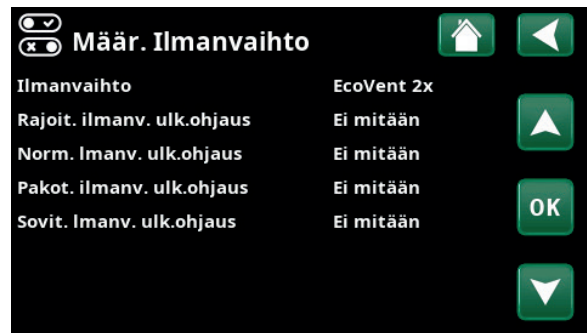 Määr. Ilmanvaihto
Ilmanvaihto EcoVent 2x
Rajoit. ilmanv. ulk.ohjaus Ei mitään
Norm. lmanv. ulk.ohjaus Ei mitään
Pakot. ilmanv. ulk.ohjaus Ei mitään
Sovit. lmanv. ulk.ohjaus Ei mitään
OK